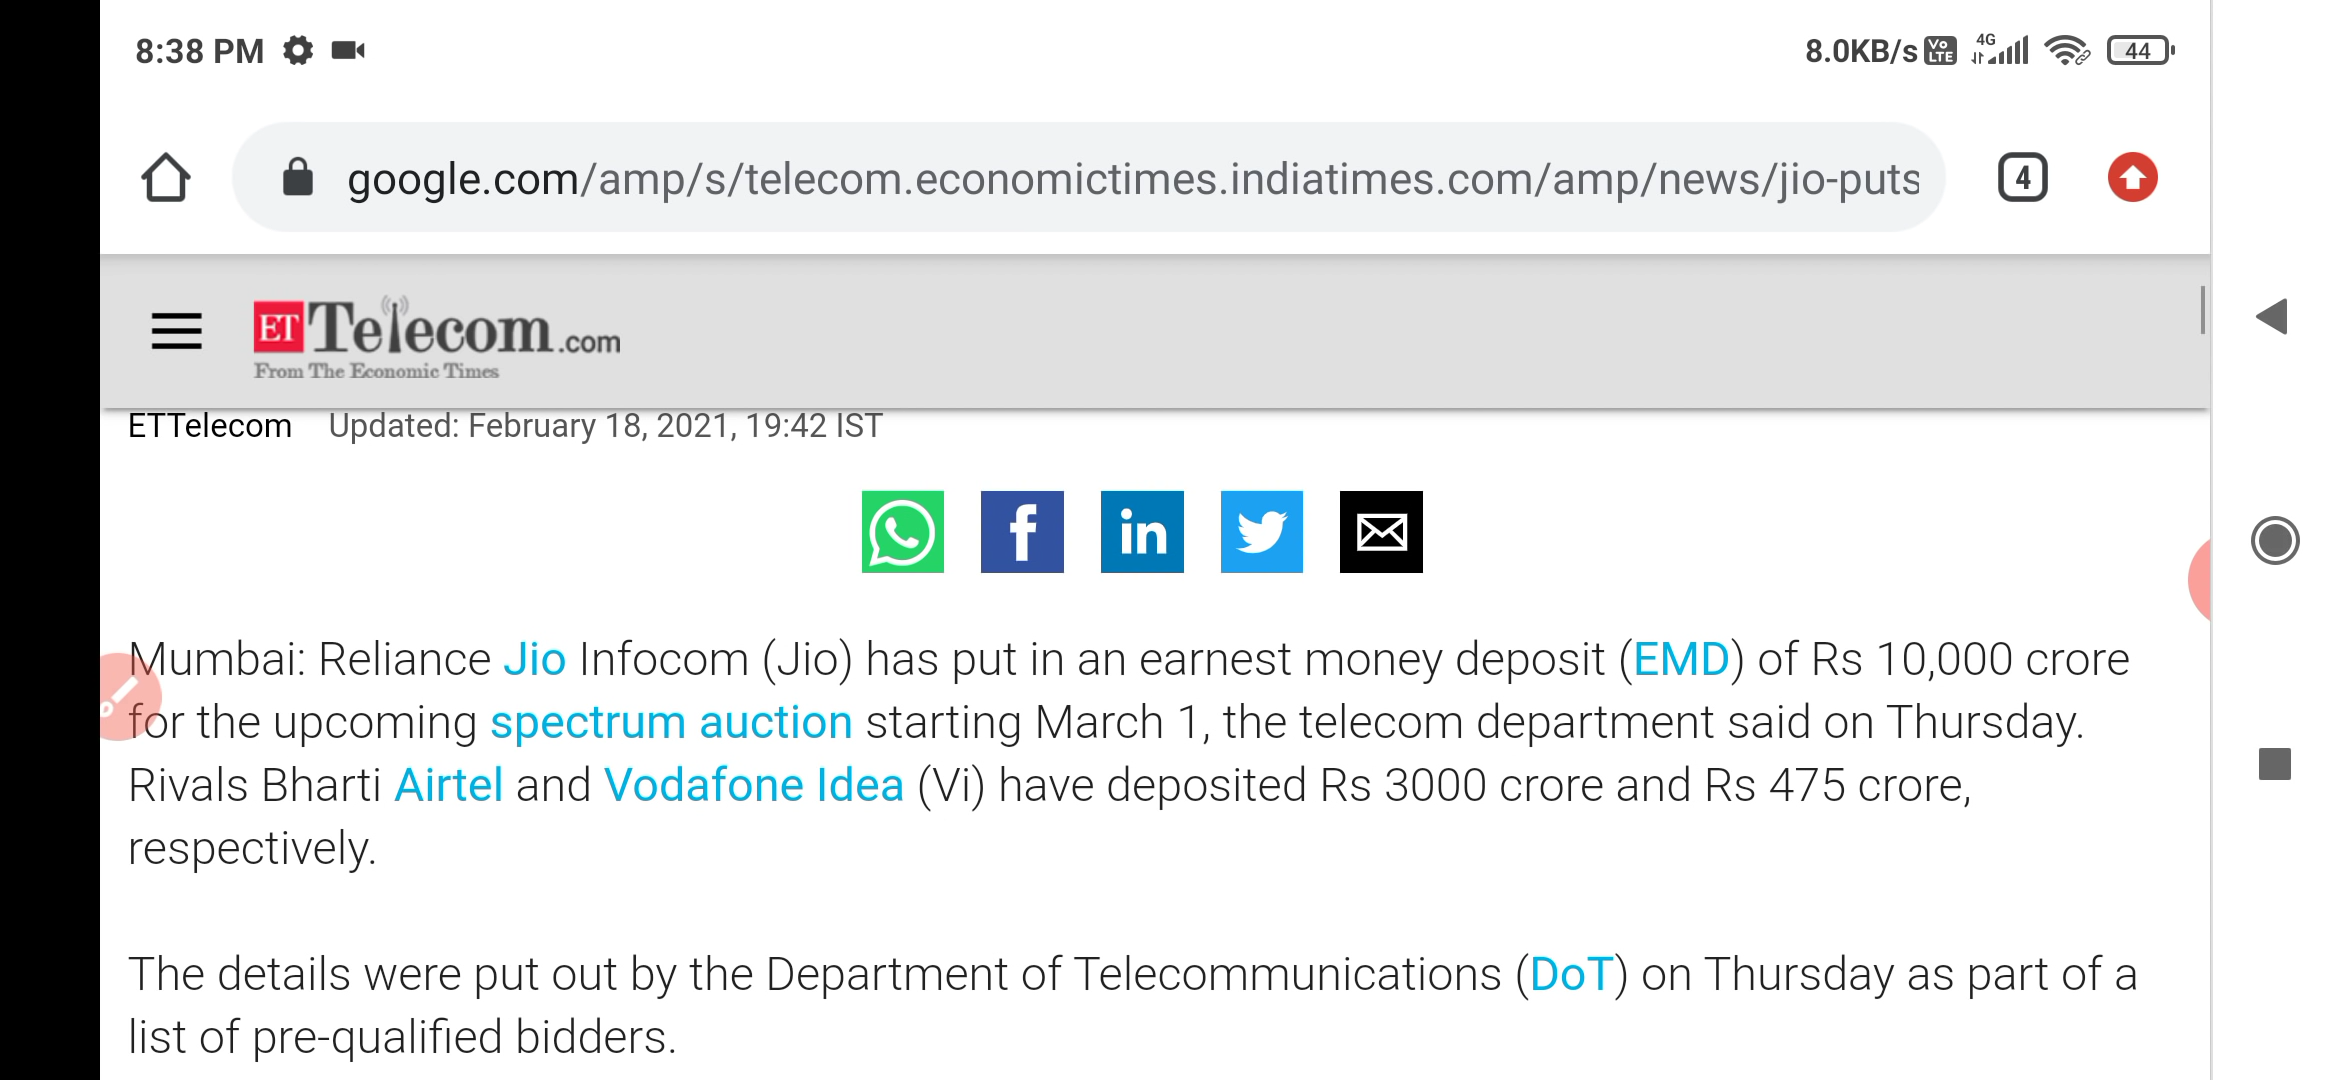 8:38 PM 8.0KB/s Vo LTE 4G 44
google.com/amp/s/telecom.economictimes.indiatimes.com/amp/news/jio-puts 4
ET Telecom.com
From The Economic Times
ETTelecom Updated: February 18, 2021, 19:42 IST
f in
Mumbai: Reliance Jio Infocom (Jio) has put in an earnest money deposit (EMD) of Rs 10,000 crore
for the upcoming spectrum auction starting March 1, the telecom department said on Thursday.
Rivals Bharti Airtel and Vodafone Idea (Vi) have deposited Rs 3000 crore and Rs 475 crore,
respectively.
The details were put out by the Department of Telecommunications (DoT) on Thursday as part of a
list of pre-qualified bidders.